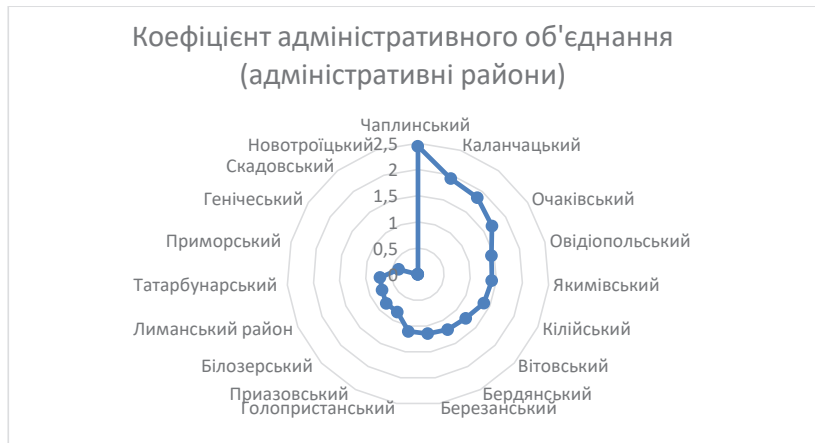 Коефіцієнт адміністративного об'єднання
(адміністративні райони)
Чаплинський
Новотроїцький
2,5
Каланчацький
Скадовський
2
Генічеський
1,5
Очаківський
1
Приморський
0,5
Овідіопольський
0
Татарбунарський
Якимівський
Лиманський район
Кілійський
Білозерський
Вітовський
Приазовський
Бердянський
Голопристанський
Березанський